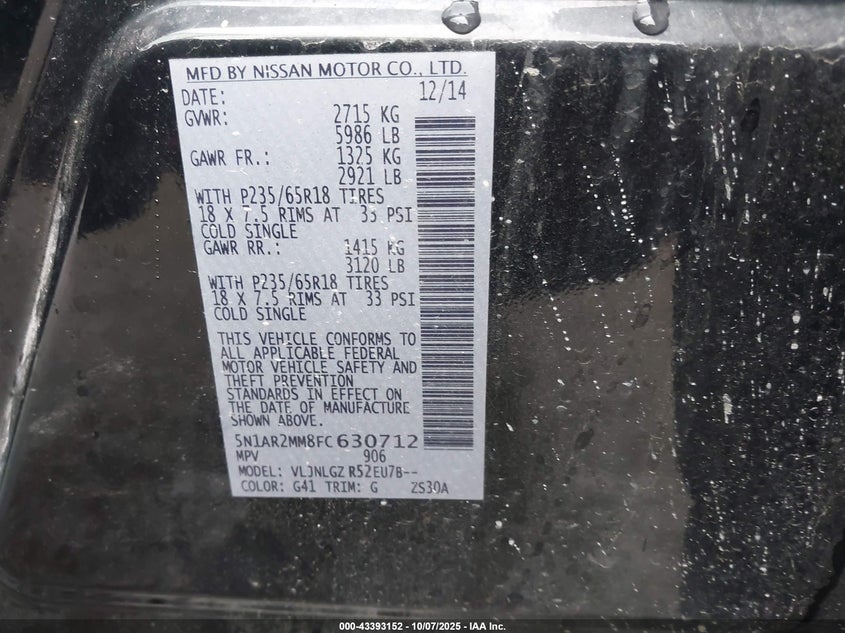 MFD BY NISSAN MOTOR CO., LTD.
DATE: 12/14
GVWR: 2715 KG
5986 LB
GAWR FR.: 1325 KG
2921 LB
WITH P235/65R18 TIRES
18 X 7.5 RIMS AT 33 PSI
COLD SINGLE
GAWR RR.: 1415 KG
3120 LB
WITH P235/65R18 TIRES
18 X 7.5 RIMS AT 33 PSI
COLD SINGLE
THIS VEHICLE CONFORMS TO
ALL APPLICABLE FEDERAL
MOTOR VEHICLE SAFETY AND
THEFT PREVENTION
STANDARDS IN EFFECT ON
THE DATE OF MANUFACTURE
SHOWN ABOVE.
5N1AR2MM8FC630712
MPV 906
MODEL: R52EU7B--
COLOR: G41 TRIM: G ZS30A
000-43393152 - 10/07/2025 - IAA Inc.